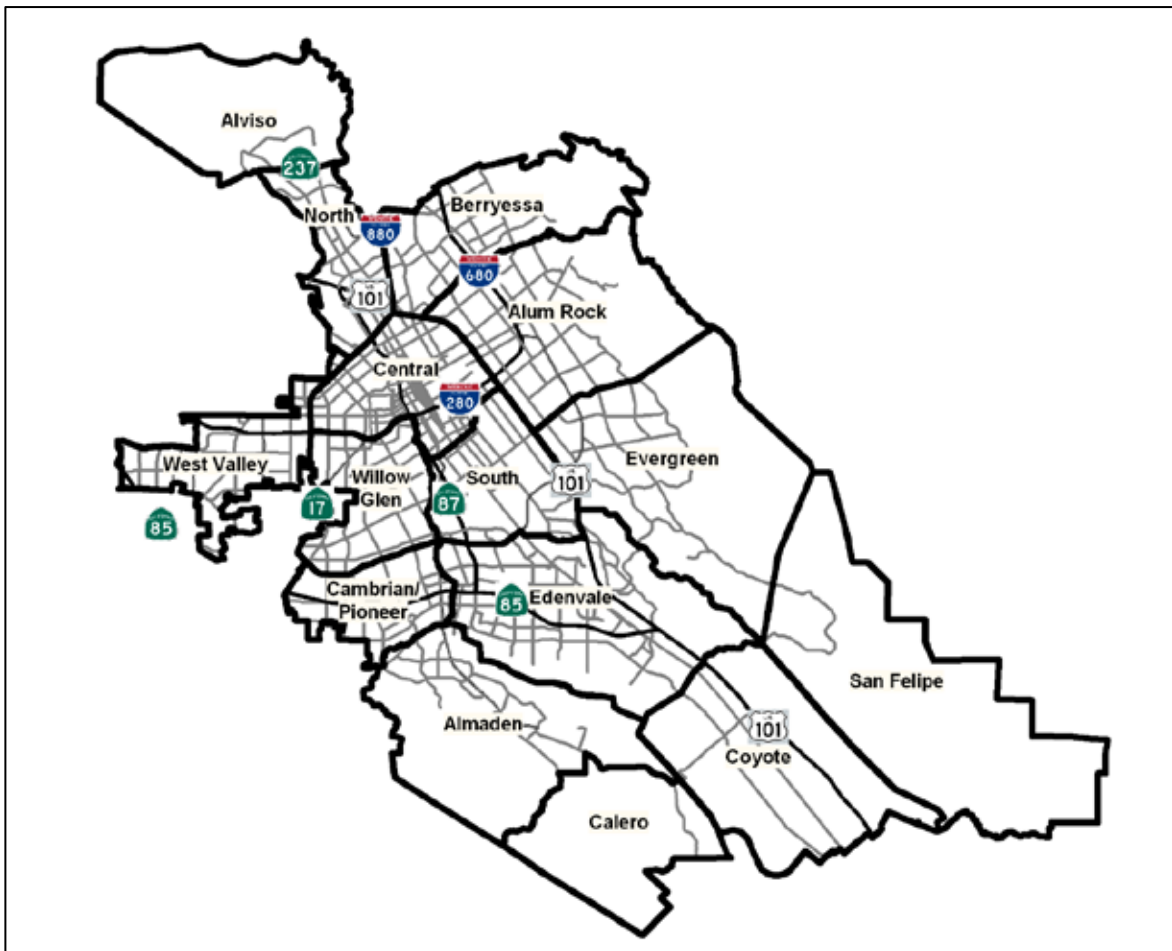 Alviso
237
North
880
Berryessa
680
101
Alum Rock
Central
280
West Valley
Willow
Glen
South
101
Evergreen
17
87
85
Cambrian/
Pioneer
85
Edenvale
San Felipe
Almaden
101
Coyote
Calero